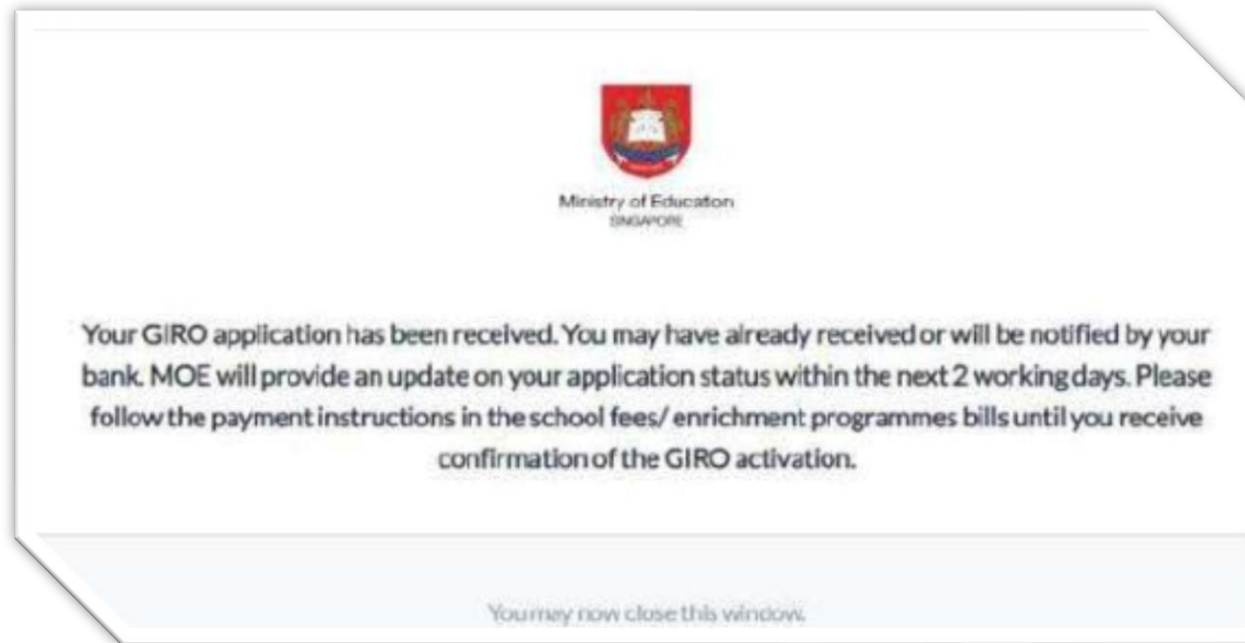 Ministry of Education
SINGAPORE
Your GIRO application has been received. You may have already received or will be notified by your
bank. MOE will provide an update on your application status within the next 2 working days. Please
follow the payment instructions in the school fees/ enrichment programmes bills until you receive
confirmation of the GIRO activation.
You may now close this window.